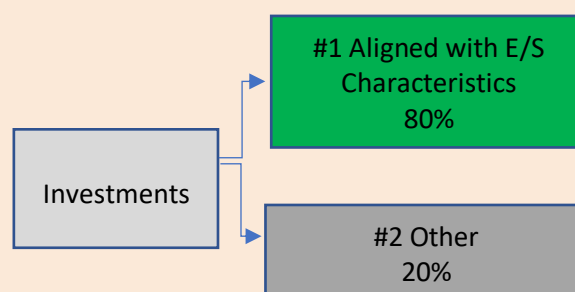 #1 Aligned with E/S
Characteristics
80%
Investments
#2 Other
20%